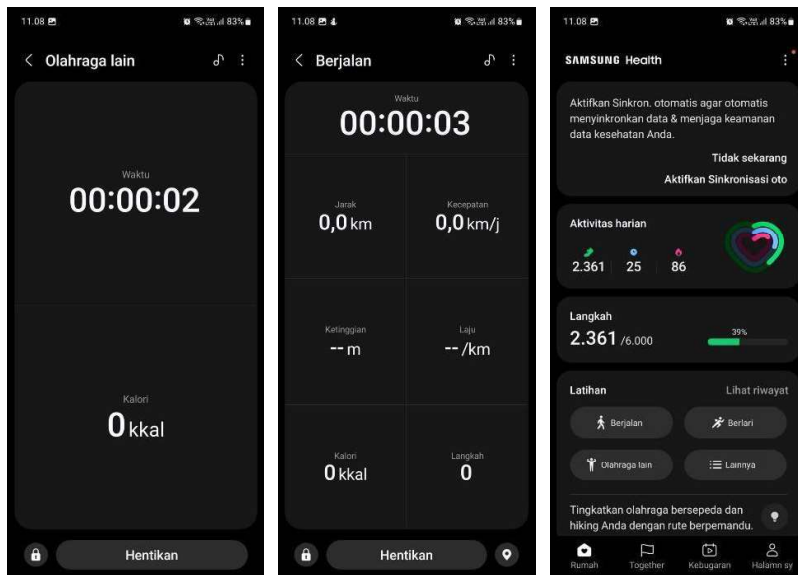 11.08 83%
Olahraga lain
Waktu
00:00:02
Kalori
0 kkal
Hentikan
11.08 83%
Berjalan
Waktu
00:00:03
Jarak Kecepatan
0,0 km 0,0 km/j
Ketinggian Laju
-- m -- /km
Kalori Langkah
0 kkal 0
Hentikan
11.08 83%
SAMSUNG Health
Aktifkan Sinkron. otomatis agar otomatis
menyinkronkan data & menjaga keamanan
data kesehatan Anda.
Tidak sekarang
Aktifkan Sinkronisasi oto
Aktivitas harian
2.361 25 86
Langkah
2.361 /6.000 39%
Latihan Lihat riwayat
Berjalan Berlari
Olahraga lain Lainnya
Tingkatkan olahraga bersepeda dan
hiking Anda dengan rute berpemandu.
Rumah Together Kebugaran Halamn sy